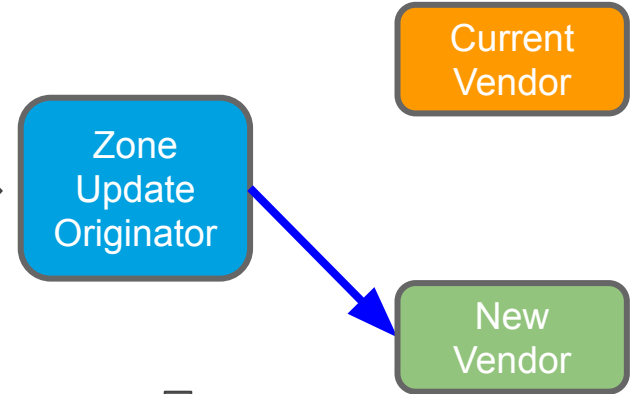 Current
Vendor
Zone
Update
Originator
New
Vendor